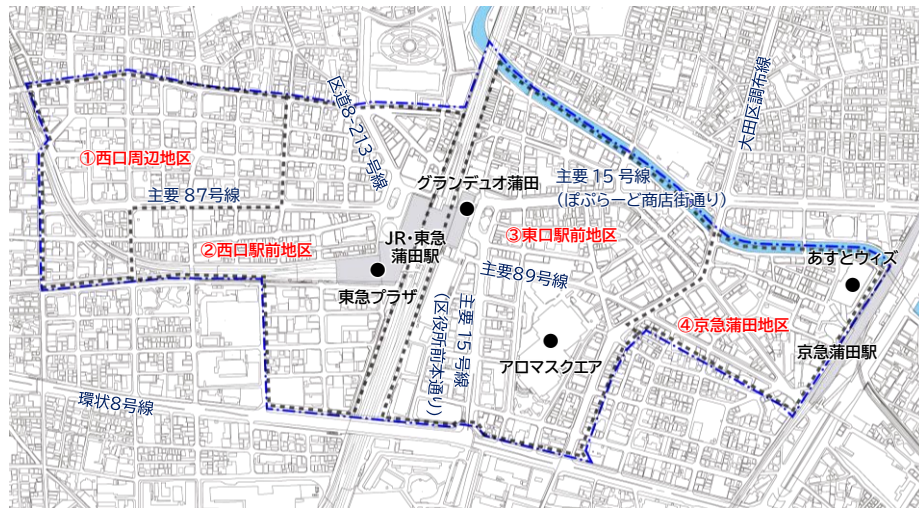 大田区調布線
区道8-213号線
①西口周辺地区
主要87号線
グランデュオ蒲田
主要15号線
(ぽぷらーど商店街通り)
②西口駅前地区
JR・東急
蒲田駅
③東口駅前地区
主要89号線
東急プラザ
あすとウィズ
主要15号線
(区役所前本通り)
④京急蒲田地区
京急蒲田駅
アロマスクエア
環状8号線